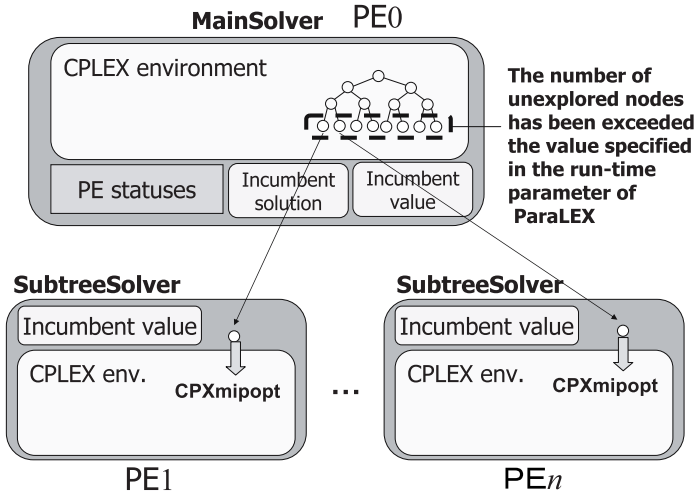 MainSolver PE0
CPLEX environment
The number of
unexplored nodes
has been exceeded
the value specified
in the run-time
parameter of
ParaLEX
PE statuses
Incumbent
solution
Incumbent
value
SubtreeSolver
Incumbent value
CPLEX env.
CPXmipopt
PE1
...
SubtreeSolver
Incumbent value
CPLEX env.
CPXmipopt
PEn